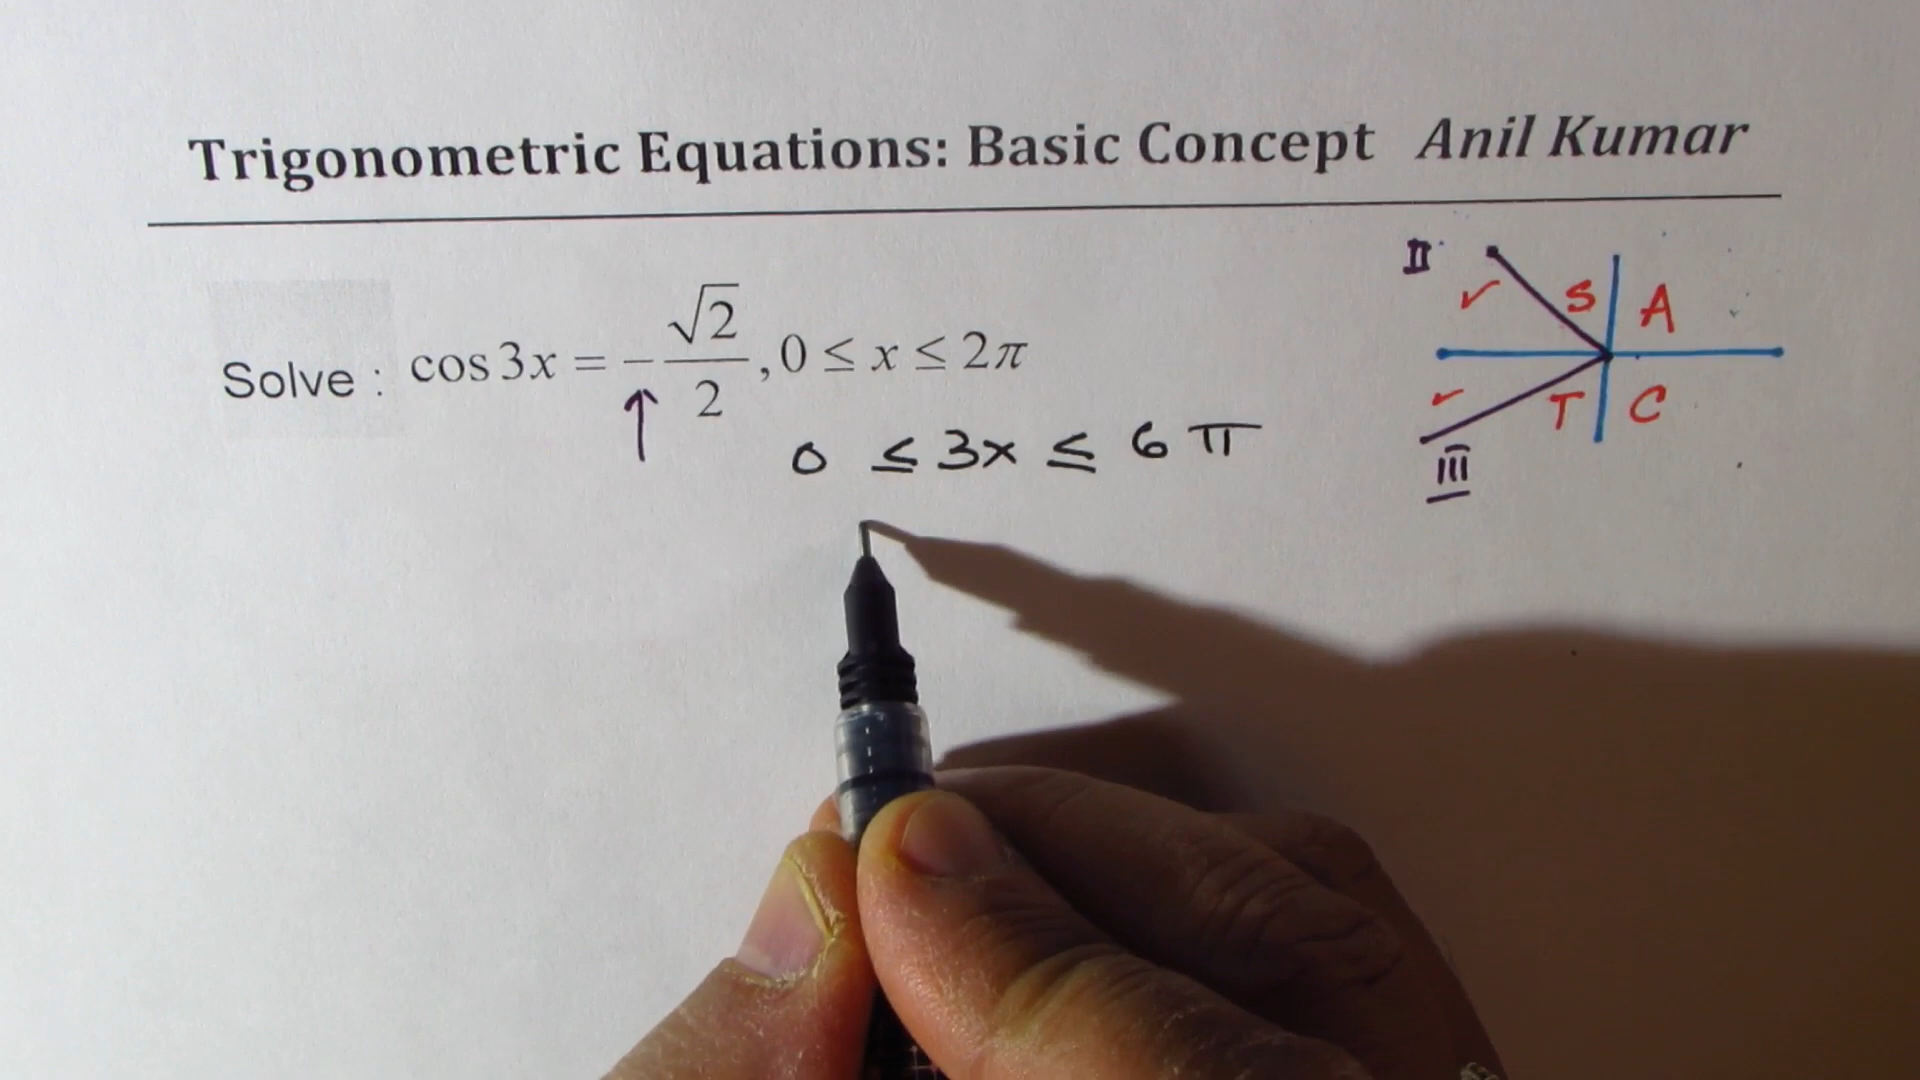 Trigonometric Equations: Basic Concept Anil Kumar
Solve : cos 3x = -√2/2 , 0 ≤ x ≤ 2π
0 ≤ 3x ≤ 6π
II
S A
T C
III